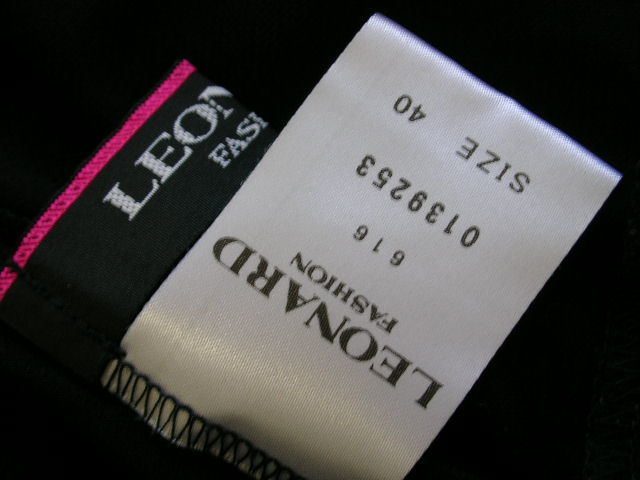 LEON
FASH
LEONARD
FASHION
616
0139253
SIZE 40